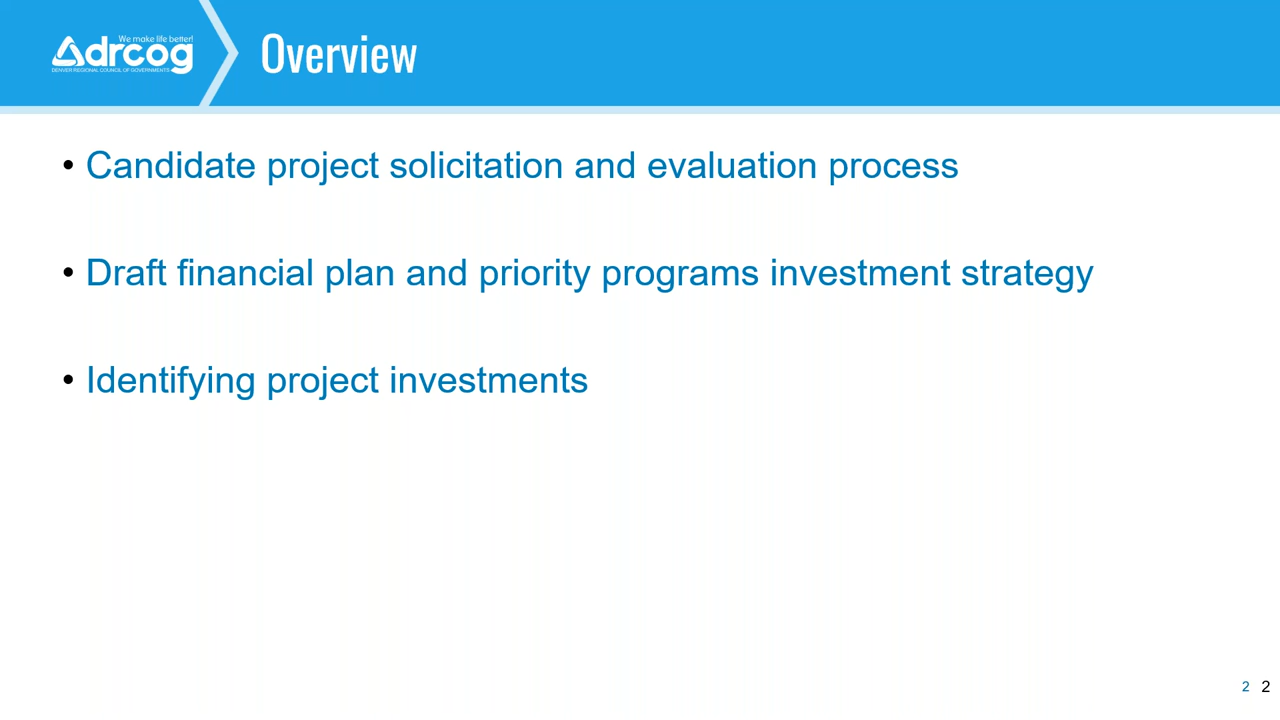 We make life better!
drcog
DENVER REGIONAL COUNCIL OF GOVERNMENTS
Overview
• Candidate project solicitation and evaluation process
• Draft financial plan and priority programs investment strategy
• Identifying project investments
2 2